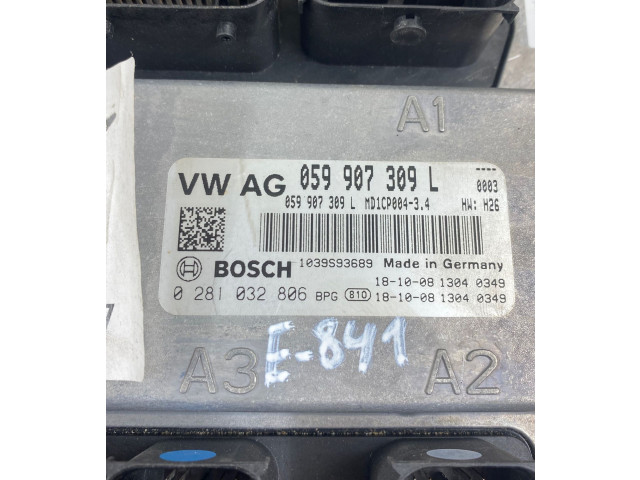 A1
VW AG 059 907 309 L ----
0003
059 907 309 L MD1CP004-3.4 HW: H26
BOSCH 1039S93689 Made in Germany
18-10-08 1304 0349
0 281 032 806 BPG B10 18-10-08 1304 0349
A3 E-841 A2